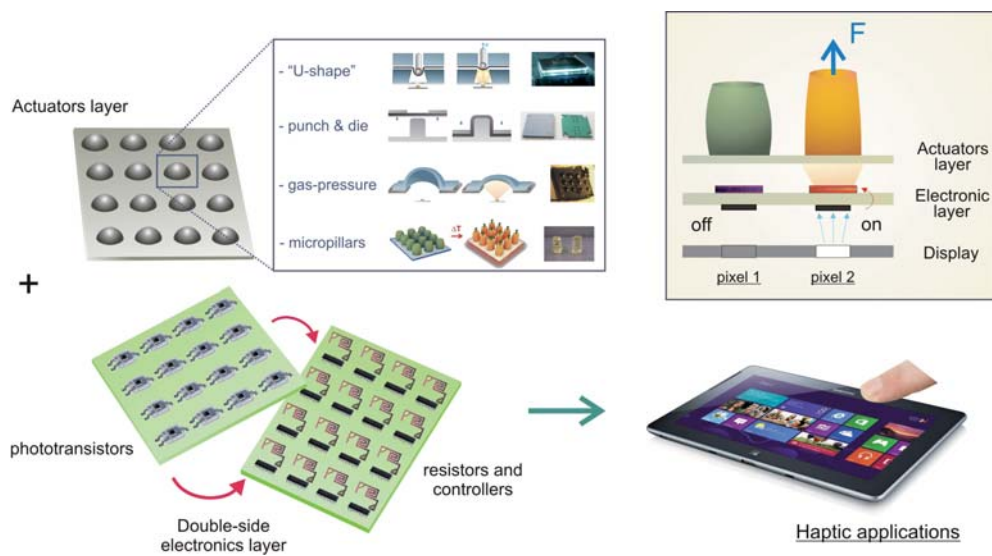 Actuators layer
- "U-shape"
- punch & die
- gas-pressure
- micropillars
ΔT
F
Actuators
layer
Electronic
layer
off
on
Display
pixel 1
pixel 2
+
phototransistors
resistors and
controllers
Double-side
electronics layer
Haptic applications